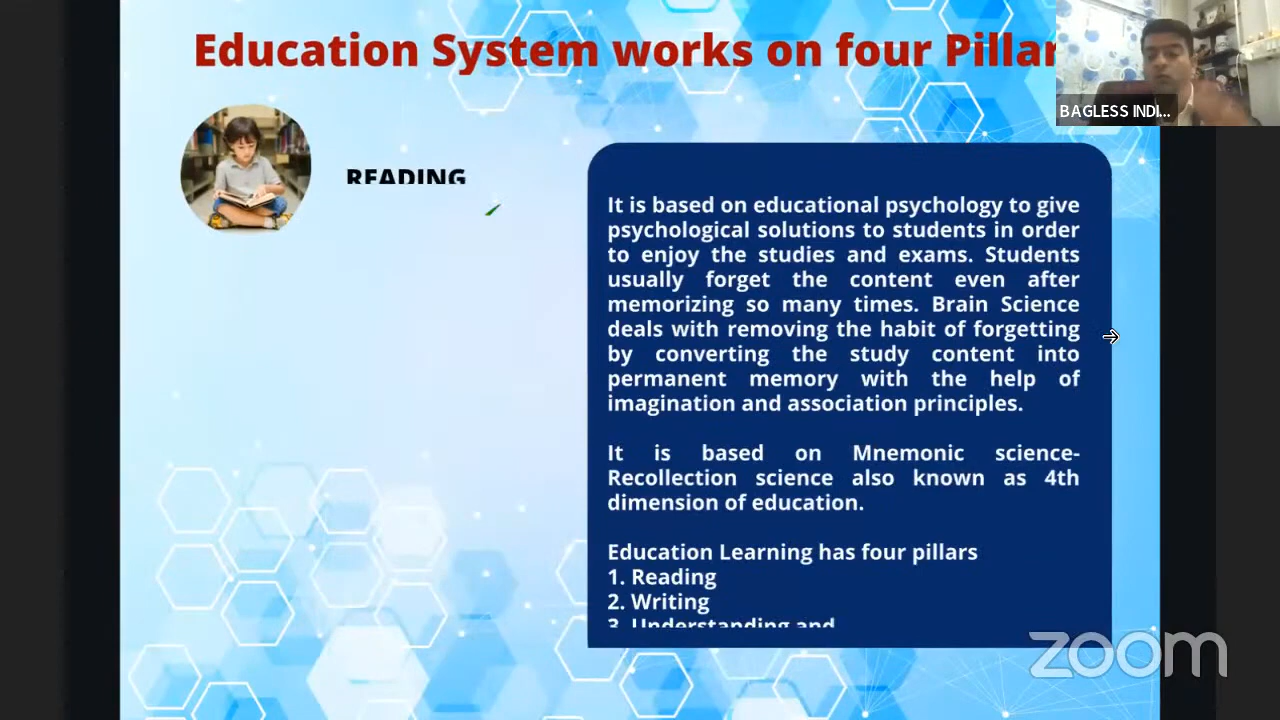 Education System works on four Pillar
BAGLESS INDI...
READING
It is based on educational psychology to give
psychological solutions to students in order
to enjoy the studies and exams. Students
usually forget the content even after
memorizing so many times. Brain Science
deals with removing the habit of forgetting
by converting the study content into
permanent memory with the help of
imagination and association principles.
It is based on Mnemonic science-
Recollection science also known as 4th
dimension of education.
Education Learning has four pillars
1. Reading
2. Writing
3. Understanding and
zoom